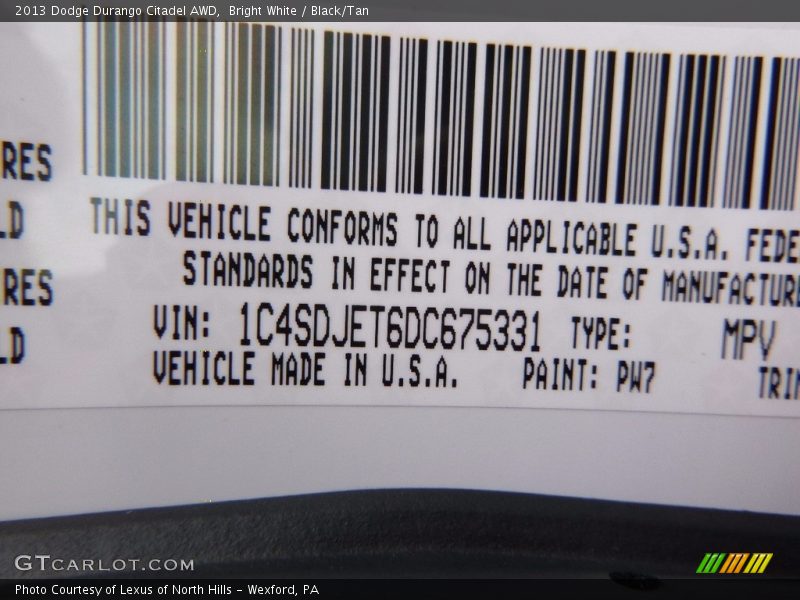 2013 Dodge Durango Citadel AWD,  Bright White / Black/Tan
RES
LD
RES
LD
THIS VEHICLE CONFORMS TO ALL APPLICABLE U.S.A. FEDE
STANDARDS IN EFFECT ON THE DATE OF MANUFACTURE
VIN: 1C4SDJET6DC675331 TYPE: MPV
VEHICLE MADE IN U.S.A. PAINT: PW7 TRIM
GTCARLOT.COM
Photo Courtesy of Lexus of North Hills - Wexford, PA